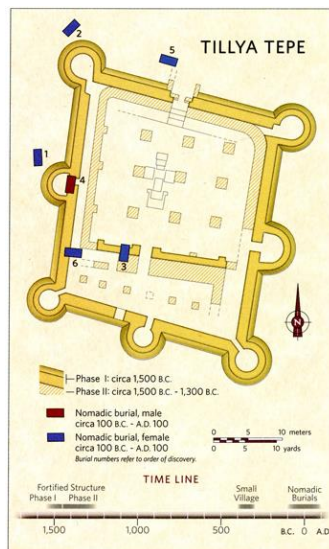 TILLYA TEPE
2
5
1
4
3
6
N
Phase I: circa 1,500 B.C.
Phase II: circa 1,500 B.C. - 1,300 B.C.
Nomadic burial, male
circa 100 B.C. - A.D. 100
Nomadic burial, female
circa 100 B.C. - A.D. 100
Burial numbers refer to order of discovery.
0 5 10 meters
0 5 10 yards
TIME LINE
Fortified Structure
Phase I Phase II
Small
Village
Nomadic
Burials
1,500 1,000 500 B.C. 0 A.D.